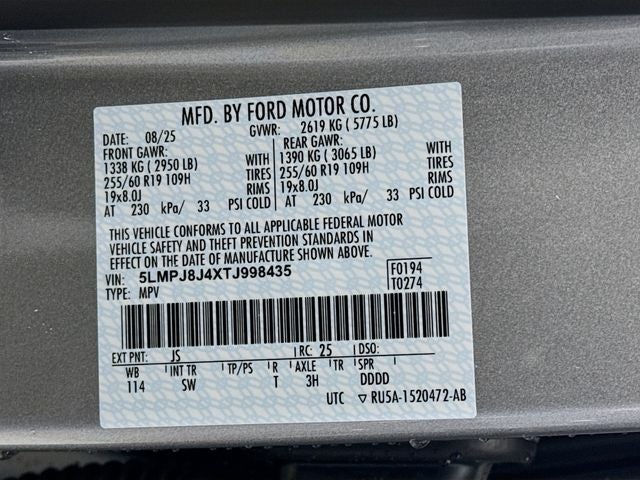 MFD. BY FORD MOTOR CO.
DATE: 08/25 GVWR: 2619 KG ( 5775 LB)
FRONT GAWR: REAR GAWR:
1338 KG ( 2950 LB) WITH 1390 KG ( 3065 LB) WITH
255/60 R19 109H TIRES 255/60 R19 109H TIRES
19x8.0J RIMS 19x8.0J RIMS
AT 230 kPa/ 33 PSI COLD AT 230 kPa/ 33 PSI COLD
THIS VEHICLE CONFORMS TO ALL APPLICABLE FEDERAL MOTOR
VEHICLE SAFETY AND THEFT PREVENTION STANDARDS IN
EFFECT ON THE DATE OF MANUFACTURE SHOWN ABOVE.
VIN: 5LMPJ8J4XTJ998435 F0194
TYPE: MPV T0274
EXT PNT: JS RC: 25 DSO:
WB INT TR TP/PS R AXLE TR SPR
114 SW T 3H DDDD
UTC ▽ RU5A-1520472-AB